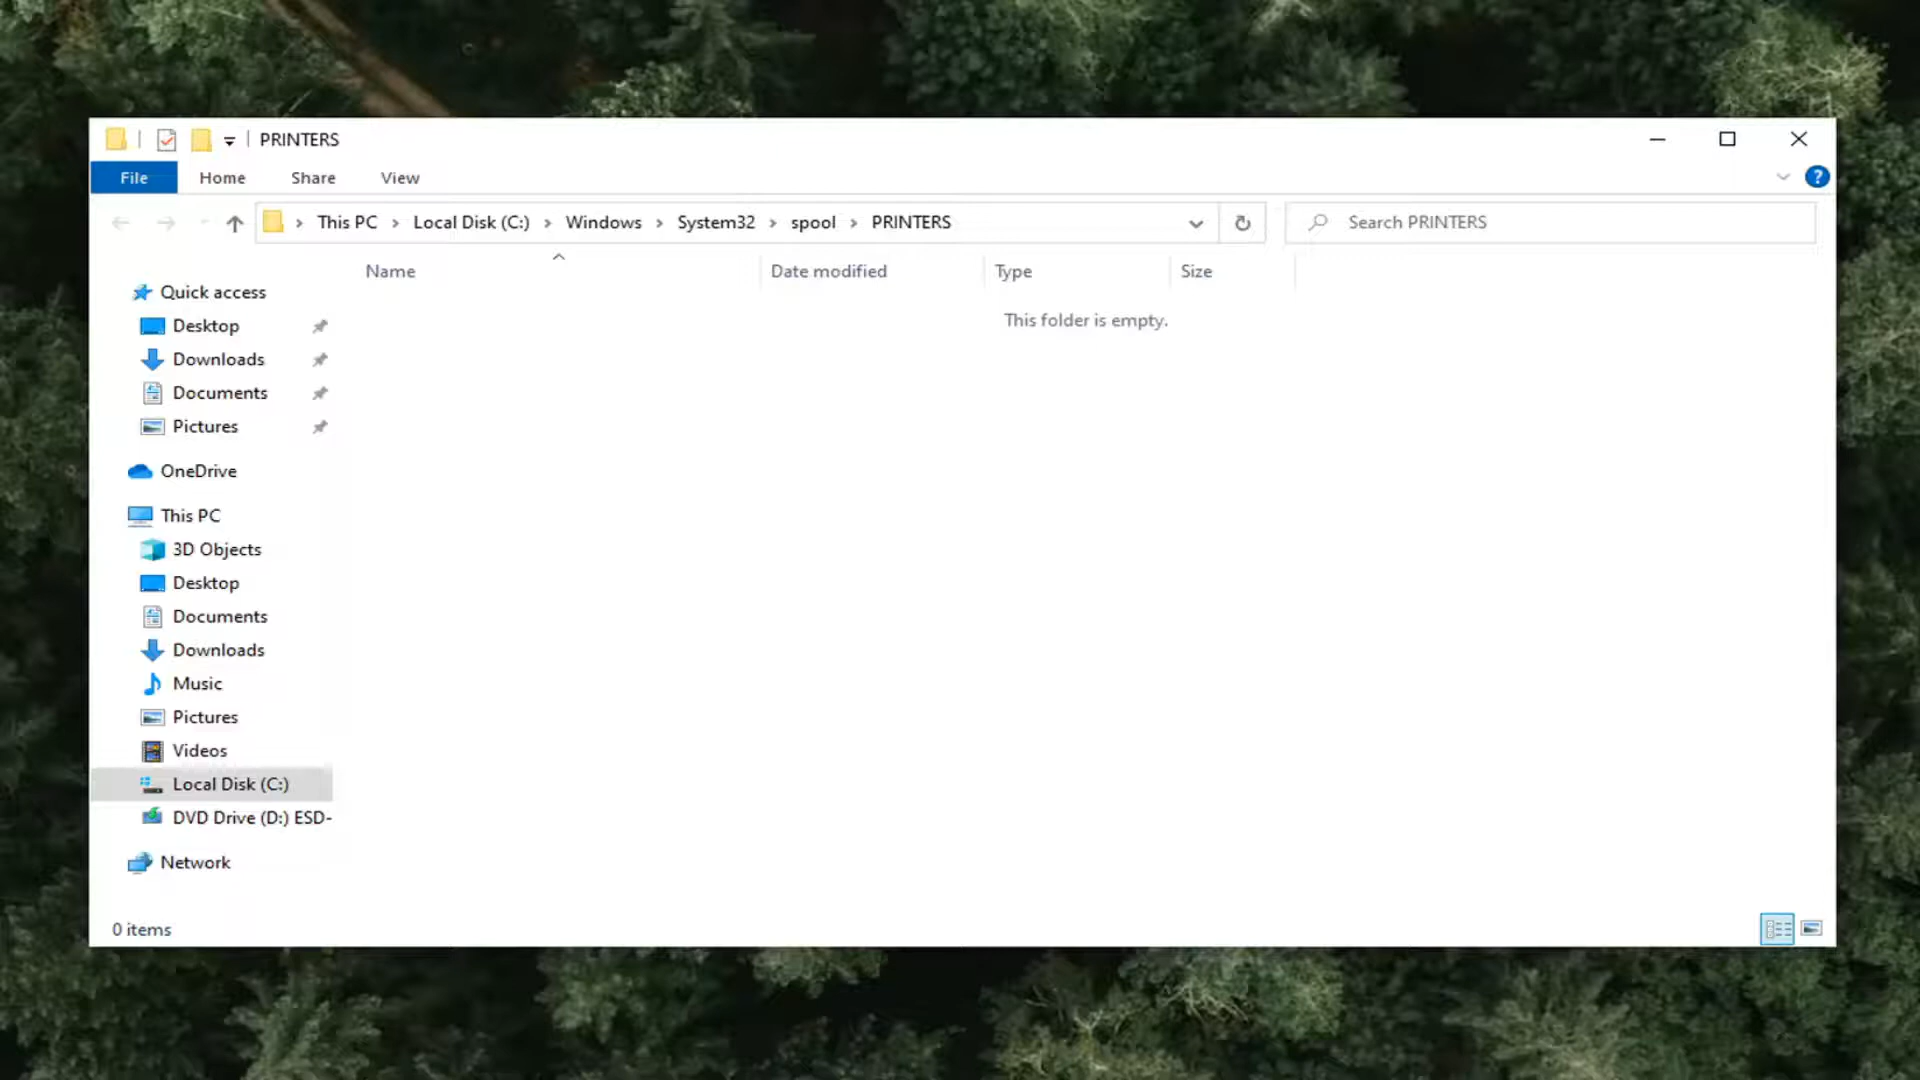 PRINTERS
File Home Share View
This PC Local Disk (C:) Windows System32 spool PRINTERS
Search PRINTERS
Name Date modified Type Size
This folder is empty.
Quick access
Desktop
Downloads
Documents
Pictures
OneDrive
This PC
3D Objects
Desktop
Documents
Downloads
Music
Pictures
Videos
Local Disk (C:)
DVD Drive (D:) ESD-
Network
0 items